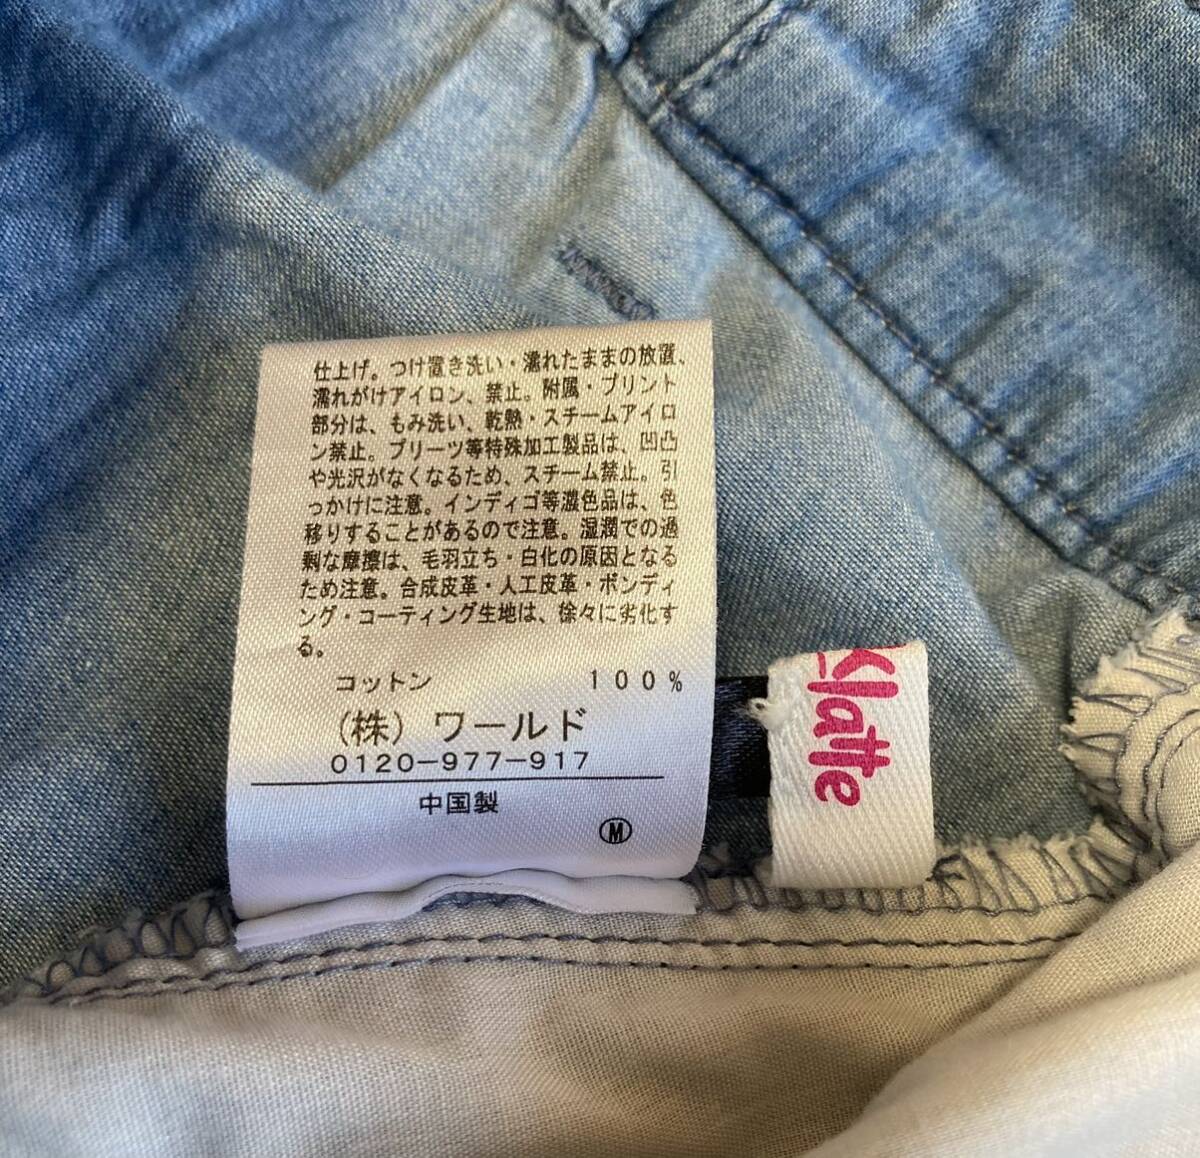 仕上げ。つけ置き洗い・濡れたままの放置、
濡れがけアイロン、禁止。附属・プリント
部分は、もみ洗い、乾熱・スチームアイロ
ン禁止。プリーツ等特殊加工製品は、凹凸
や光沢がなくなるため、スチーム禁止。引
っかけに注意。インディゴ等濃色品は、色
移りすることがあるので注意。湿潤での過
剰な摩擦は、毛羽立ち・白化の原因となる
ため注意。合成皮革・人工皮革・ボンディ
ング・コーティング生地は、徐々に劣化す
る。
コットン 100%
(株) ワールド
0120-977-917
中国製
Ⓜ
Klatte